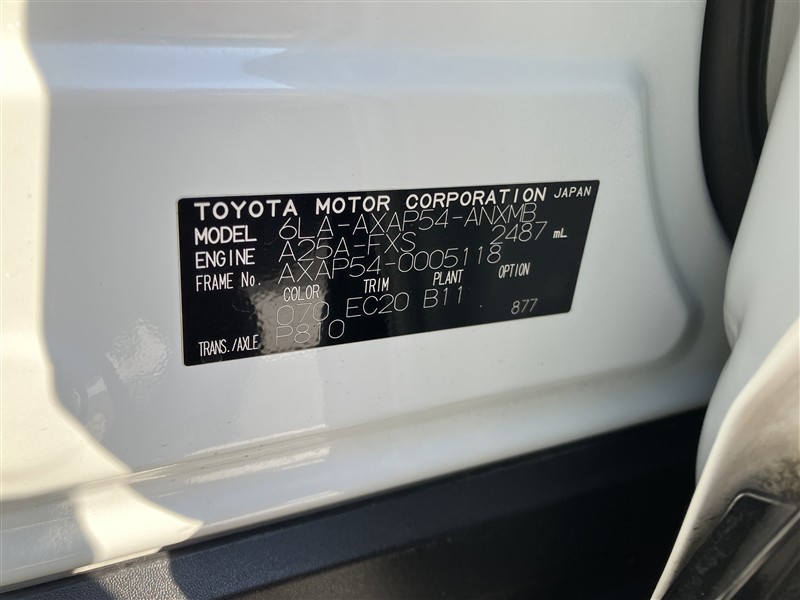 TOYOTA MOTOR CORPORATION JAPAN
MODEL 6LA-AXAP54-ANXMB
ENGINE A25A-FXS 2487 mL
FRAME No. AXAP54-0005118
COLOR TRIM PLANT OPTION
070 EC20 B11 877
TRANS./AXLE P810